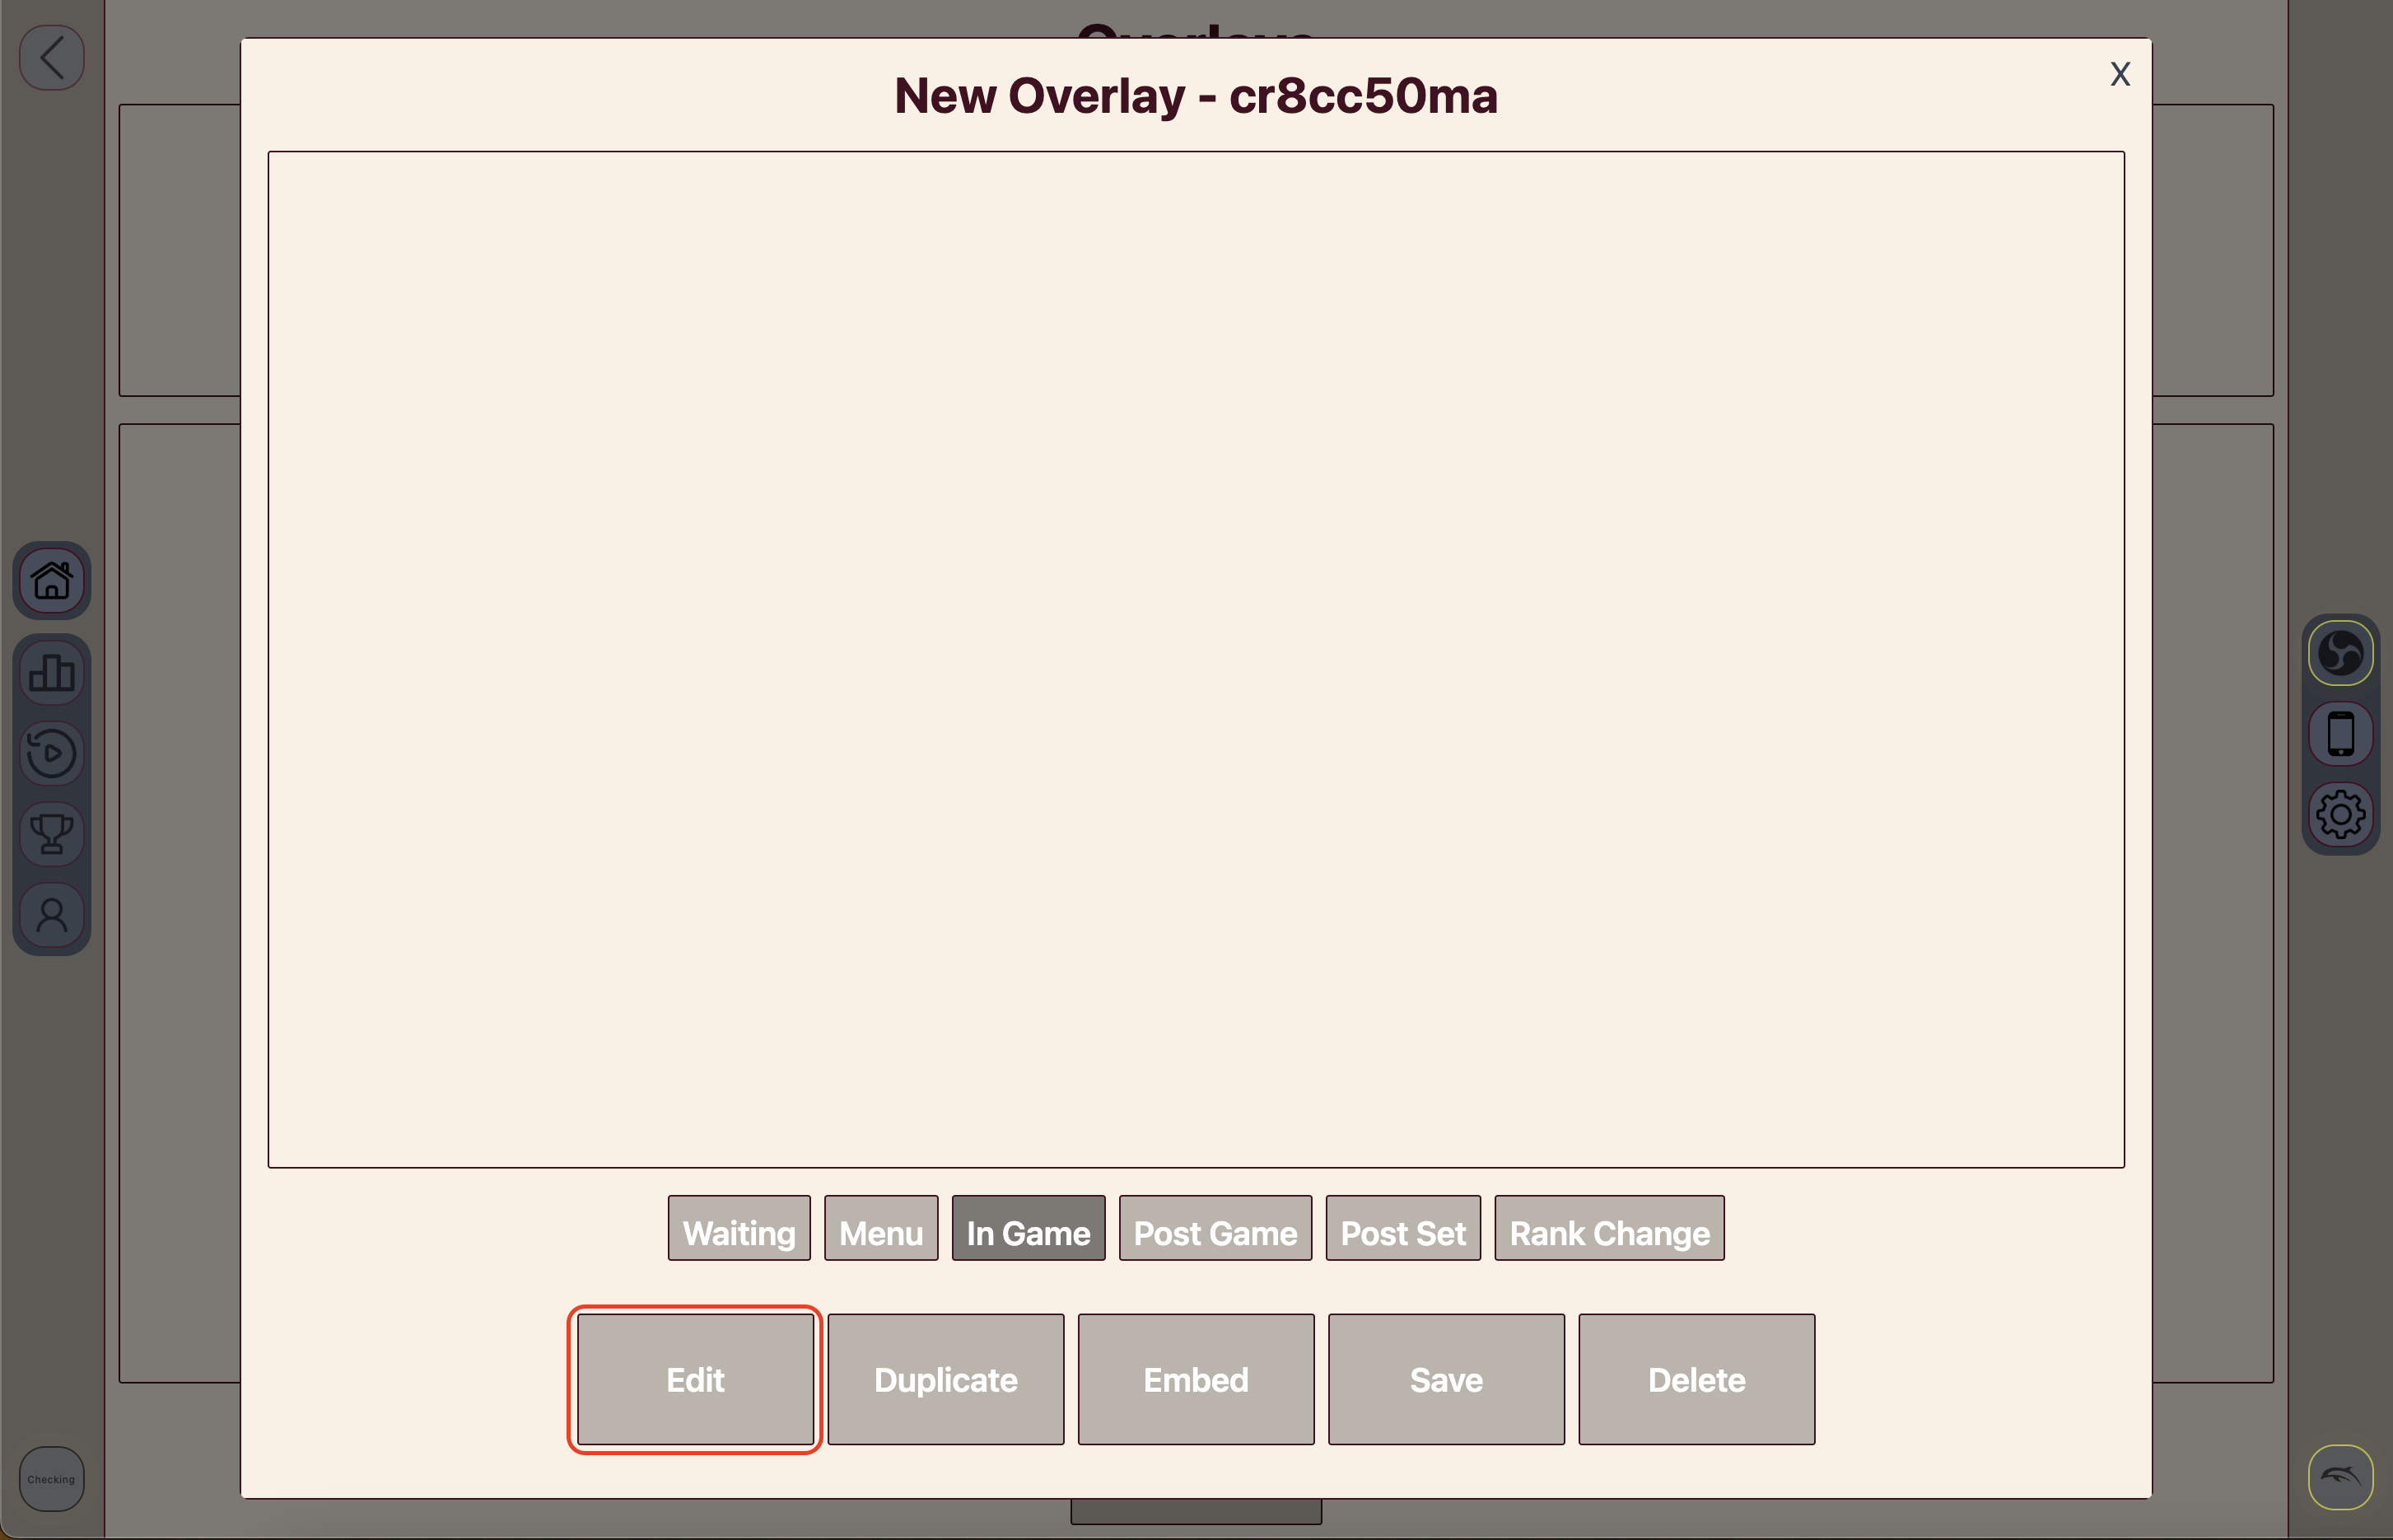 Overlays
New Overlay - cr8cc50ma
X
Waiting
Menu
In Game
Post Game
Post Set
Rank Change
Edit
Duplicate
Embed
Save
Delete
Checking